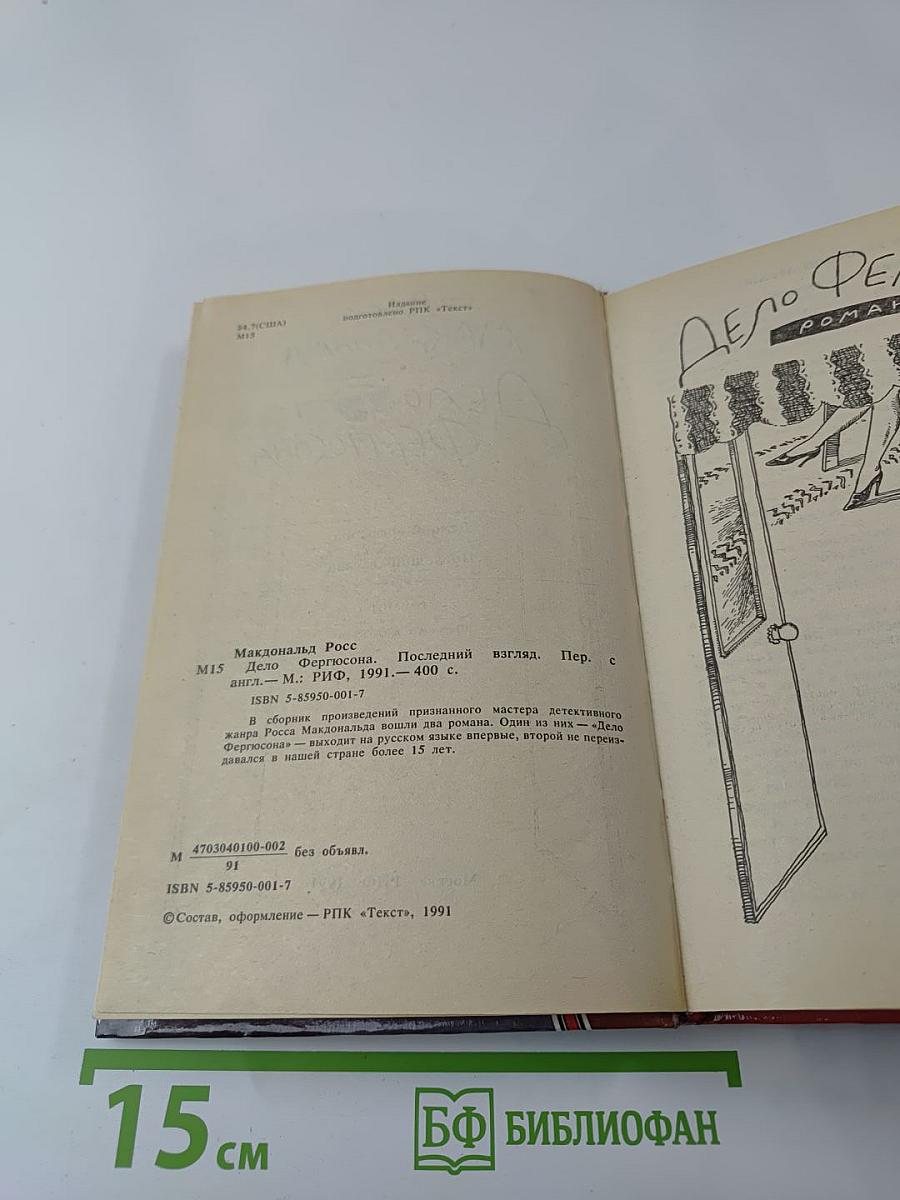 84.7(США)
М15
Издание
подготовлено РПК «Текст»
Макдональд Росс
М15 Дело Фергюсона. Последний взгляд. Пер. с
англ.— М.: РИФ, 1991.— 400 с.
ISBN 5-85950-001-7
В сборник произведений признанного мастера детективного
жанра Росса Макдональда вошли два романа. Один из них — «Дело
Фергюсона» — выходит на русском языке впервые, второй не переиз-
давался в нашей стране более 15 лет.
М 4703040100-002
91
без объявл.
ISBN 5-85950-001-7
© Состав, оформление — РПК «Текст», 1991
Дело Фе
РОМАН
15 см
БФ БИБЛИОФАН